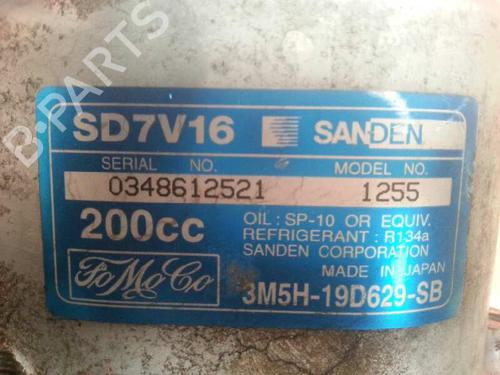 B-PARTS
SD7V16 SANDEN
SERIAL NO. MODEL NO.
0348612521 1255
200cc
OIL : SP-10 OR EQUIV.
REFRIGERANT : R134a
SANDEN CORPORATION
MADE IN JAPAN
FoMoCo
3M5H-19D629-SB